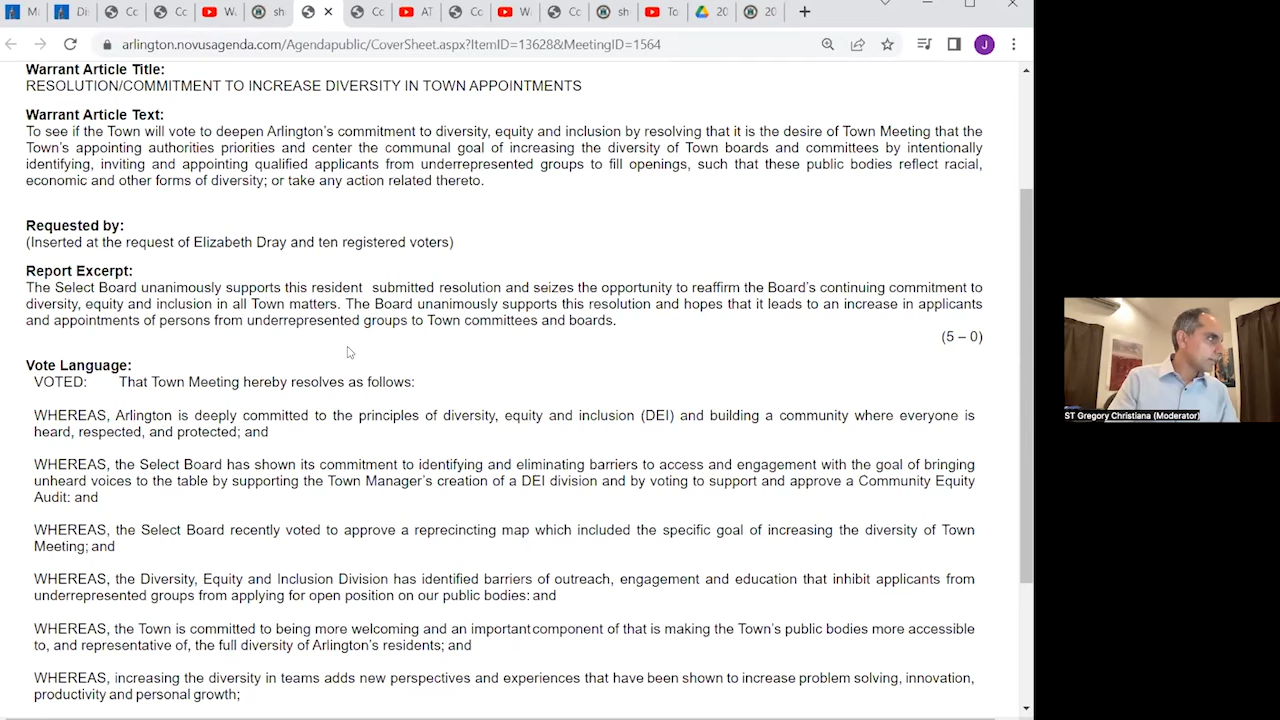 Cc
Cc
W
sh
Cc
AT
Cc
W
Cc
sh
To
20
20
arlington.novusagenda.com/Agendapublic/CoverSheet.aspx?ItemID=13628&MeetingID=1564
J
Warrant Article Title:
RESOLUTION/COMMITMENT TO INCREASE DIVERSITY IN TOWN APPOINTMENTS
Warrant Article Text:
To see if the Town will vote to deepen Arlington's commitment to diversity, equity and inclusion by resolving that it is the desire of Town Meeting that the
Town's appointing authorities priorities and center the communal goal of increasing the diversity of Town boards and committees by intentionally
identifying, inviting and appointing qualified applicants from underrepresented groups to fill openings, such that these public bodies reflect racial,
economic and other forms of diversity; or take any action related thereto.
Requested by:
(Inserted at the request of Elizabeth Dray and ten registered voters)
Report Excerpt:
The Select Board unanimously supports this resident submitted resolution and seizes the opportunity to reaffirm the Board's continuing commitment to
diversity, equity and inclusion in all Town matters. The Board unanimously supports this resolution and hopes that it leads to an increase in applicants
and appointments of persons from underrepresented groups to Town committees and boards.
(5 – 0)
Vote Language:
VOTED: That Town Meeting hereby resolves as follows:
WHEREAS, Arlington is deeply committed to the principles of diversity, equity and inclusion (DEI) and building a community where everyone is
heard, respected, and protected; and
WHEREAS, the Select Board has shown its commitment to identifying and eliminating barriers to access and engagement with the goal of bringing
unheard voices to the table by supporting the Town Manager's creation of a DEI division and by voting to support and approve a Community Equity
Audit: and
WHEREAS, the Select Board recently voted to approve a reprecincting map which included the specific goal of increasing the diversity of Town
Meeting; and
WHEREAS, the Diversity, Equity and Inclusion Division has identified barriers of outreach, engagement and education that inhibit applicants from
underrepresented groups from applying for open position on our public bodies: and
WHEREAS, the Town is committed to being more welcoming and an important component of that is making the Town's public bodies more accessible
to, and representative of, the full diversity of Arlington's residents; and
WHEREAS, increasing the diversity in teams adds new perspectives and experiences that have been shown to increase problem solving, innovation,
productivity and personal growth;
ST Gregory Christiana (Moderator)